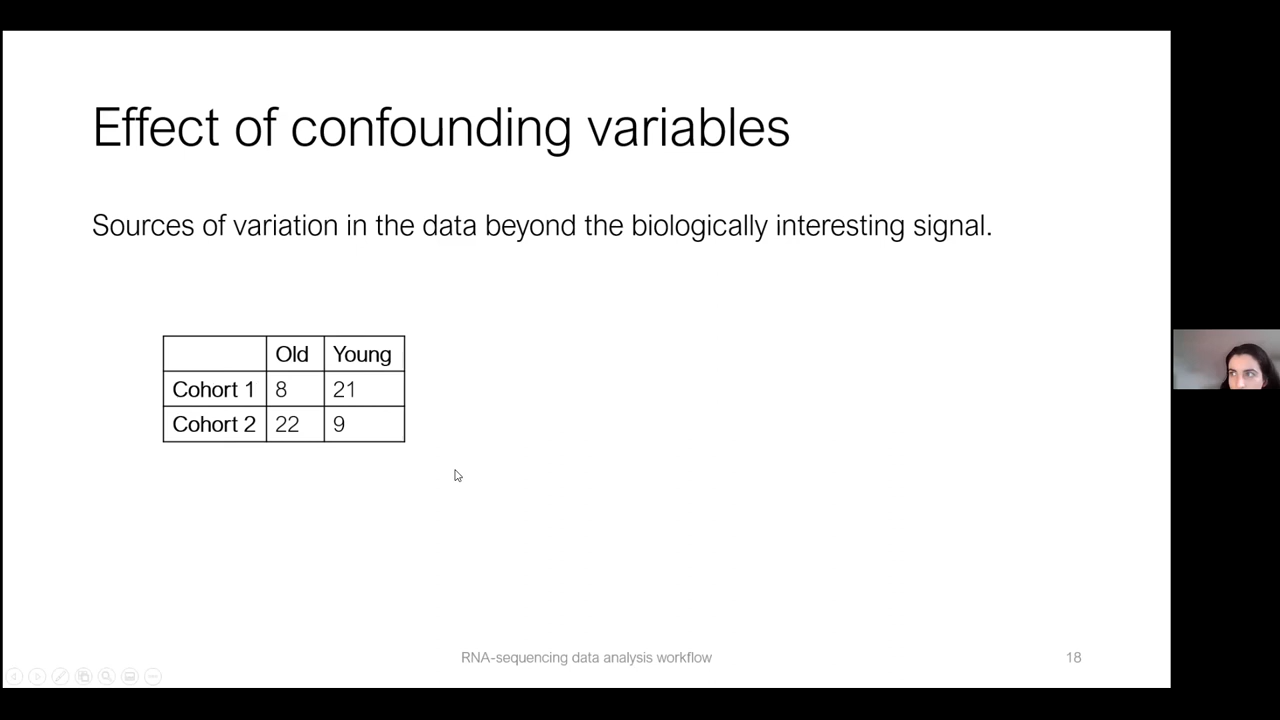 Effect of confounding variables
Sources of variation in the data beyond the biologically interesting signal.
Old Young
Cohort 1 8 21
Cohort 2 22 9
RNA-sequencing data analysis workflow 18